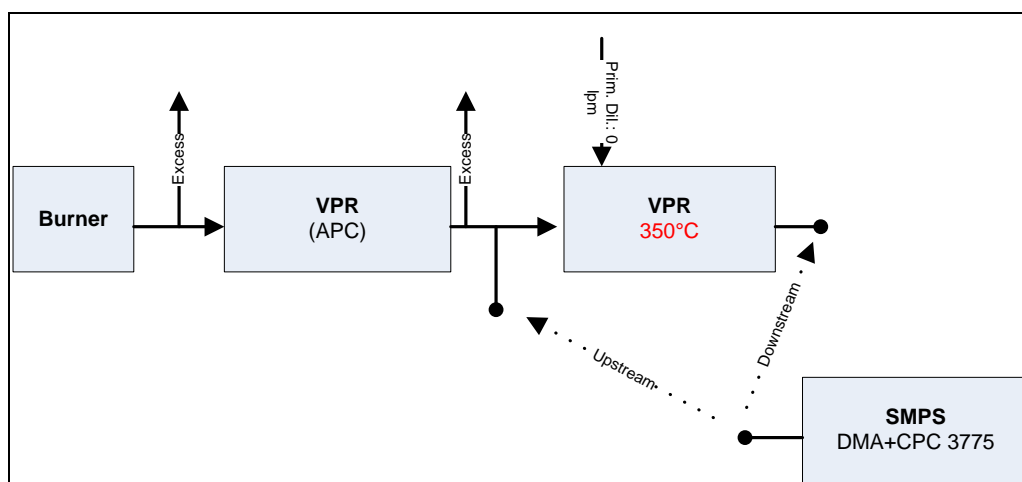 Excess
Excess
Prim. Dil.: 0
lpm
Burner
VPR
(APC)
VPR
350°C
Upstream
Downstream
SMPS
DMA+CPC 3775